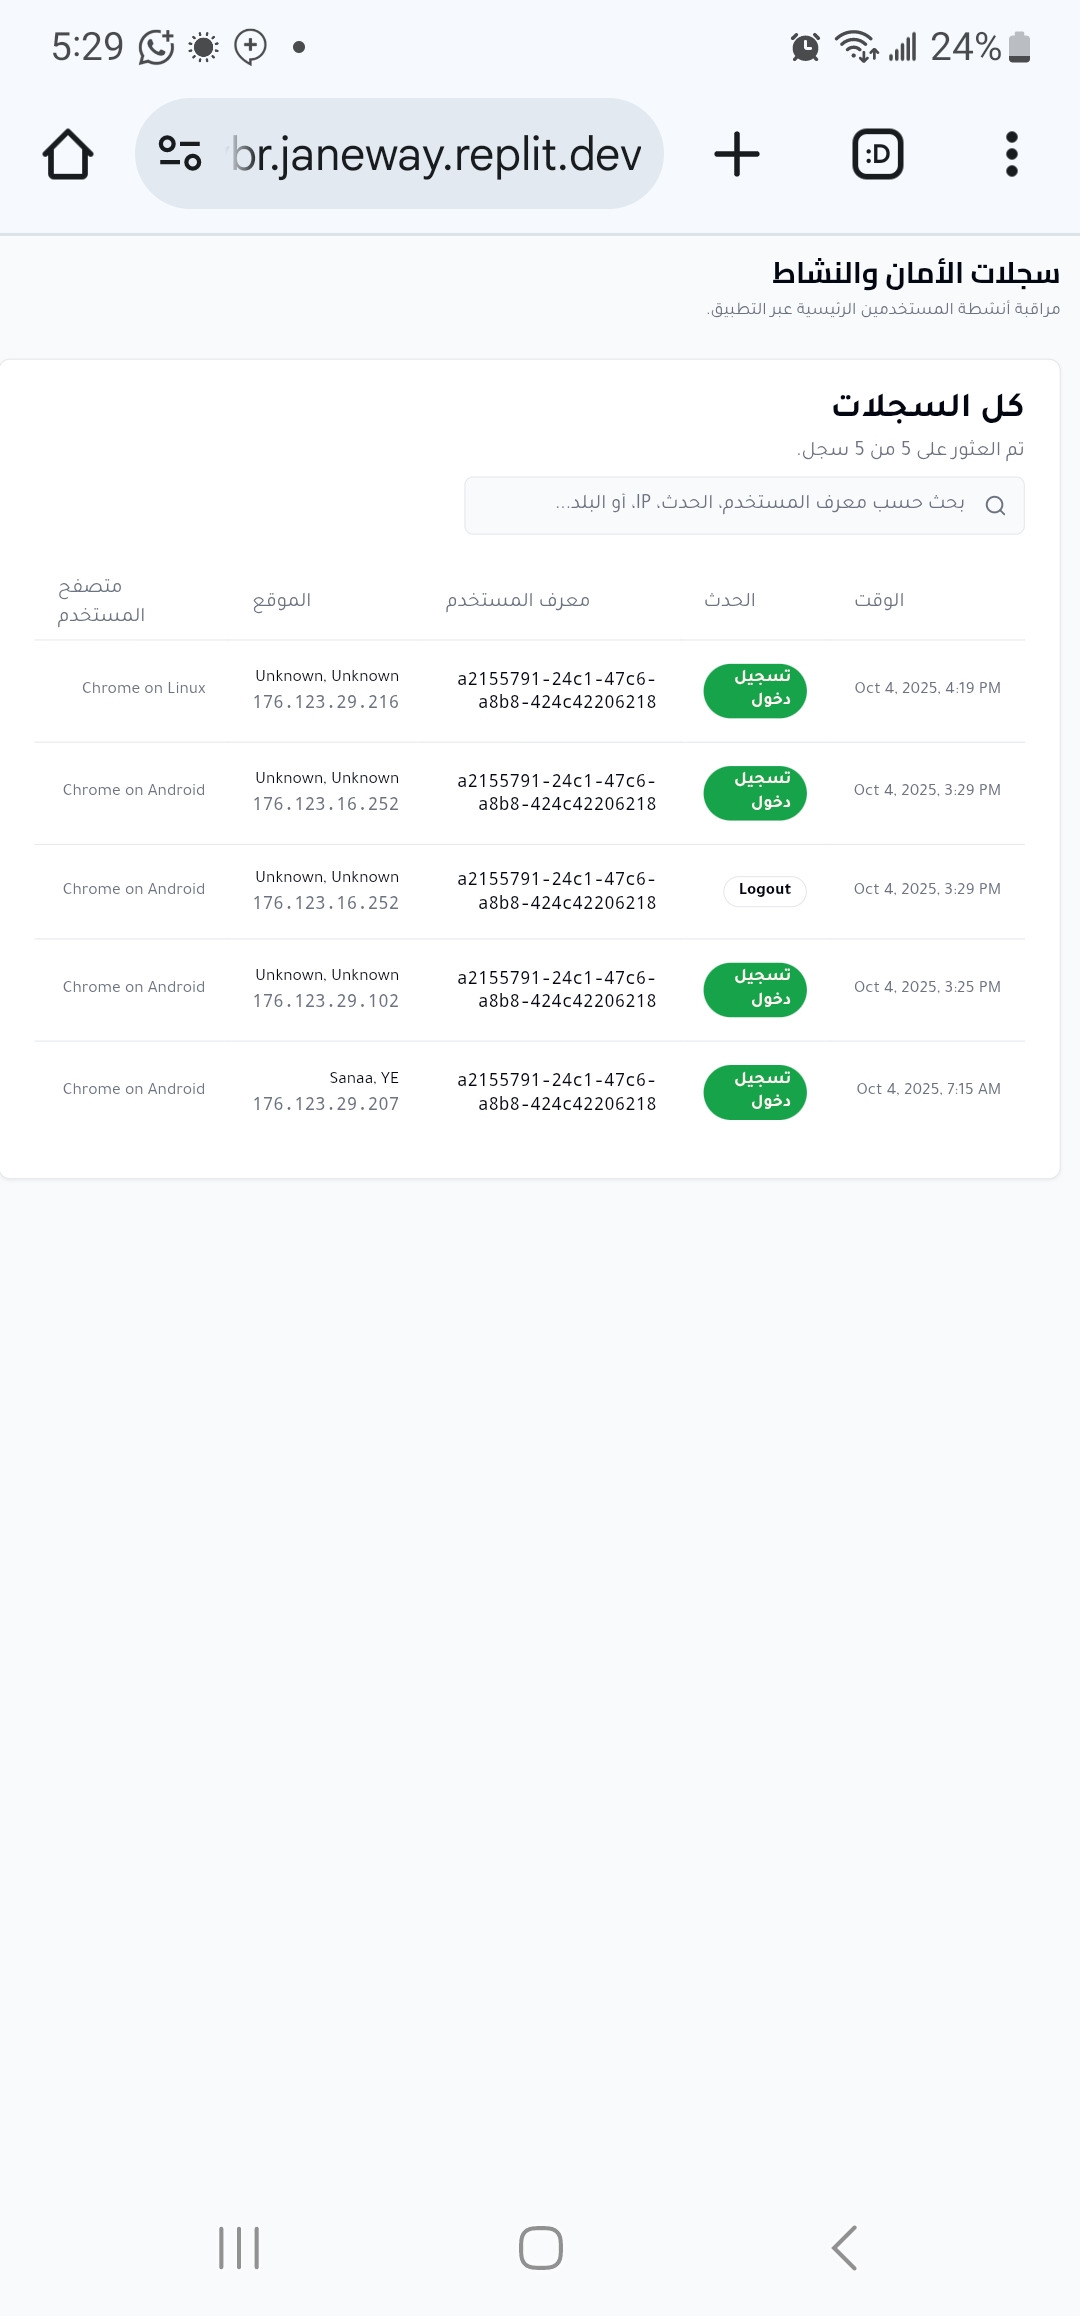 5:29
24%
br.janeway.replit.dev
:D
سجلات الأمان والنشاط
مراقبة أنشطة المستخدمين الرئيسية عبر التطبيق.
كل السجلات
تم العثور على 5 من 5 سجل.
بحث حسب معرف المستخدم، الحدث، IP، أو البلد...
الوقت الحدث معرف المستخدم الموقع متصفح
المستخدم
Oct 4, 2025, 4:19 PM تسجيل a2155791-24c1-47c6- Unknown, Unknown Chrome on Linux
دخول a8b8-424c42206218 176.123.29.216
Oct 4, 2025, 3:29 PM تسجيل a2155791-24c1-47c6- Unknown, Unknown Chrome on Android
دخول a8b8-424c42206218 176.123.16.252
Oct 4, 2025, 3:29 PM Logout a2155791-24c1-47c6- Unknown, Unknown Chrome on Android
a8b8-424c42206218 176.123.16.252
Oct 4, 2025, 3:25 PM تسجيل a2155791-24c1-47c6- Unknown, Unknown Chrome on Android
دخول a8b8-424c42206218 176.123.29.102
Oct 4, 2025, 7:15 AM تسجيل a2155791-24c1-47c6- Sanaa, YE Chrome on Android
دخول a8b8-424c42206218 176.123.29.207